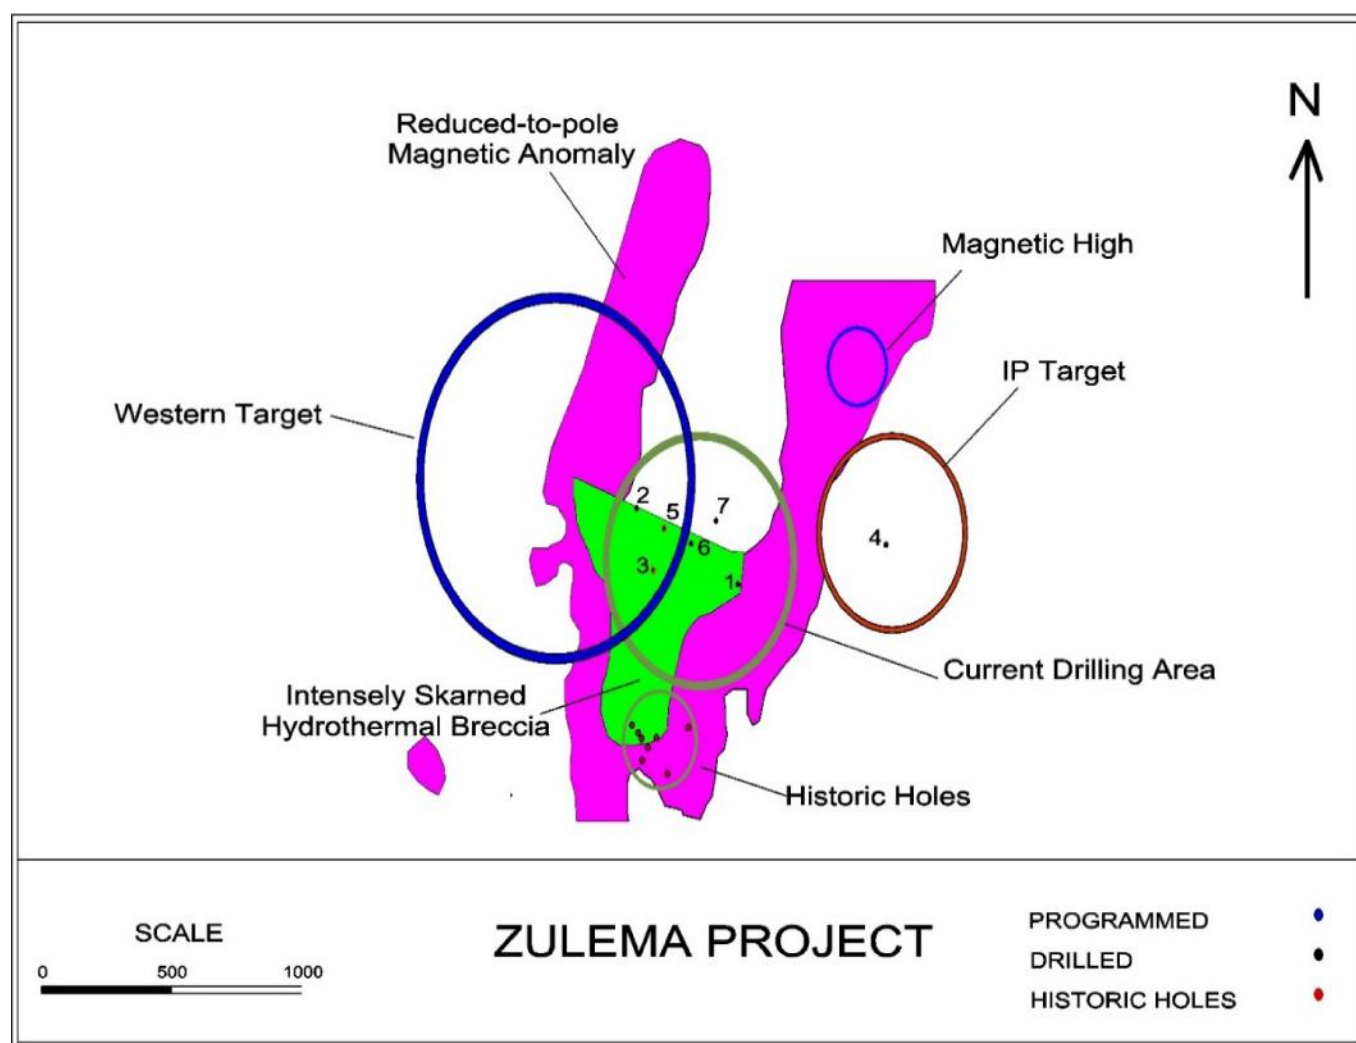 Reduced-to-pole
Magnetic Anomaly
N
Magnetic High
IP Target
Western Target
2
5
7
6
4
3
1
Current Drilling Area
Intensely Skarned
Hydrothermal Breccia
Historic Holes
SCALE
0 500 1000
ZULEMA PROJECT
PROGRAMMED
DRILLED
HISTORIC HOLES